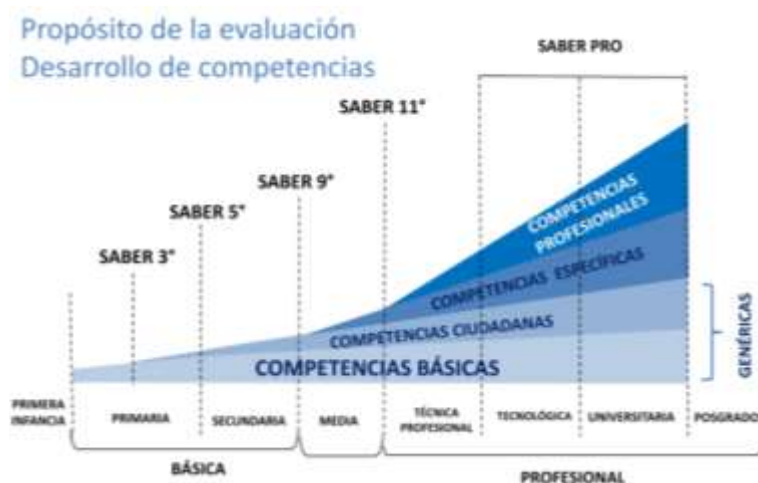 Propósito de la evaluación
Desarrollo de competencias
SABER PRO
SABER 11°
SABER 9°
SABER 5°
SABER 3°
COMPETENCIAS
PROFESIONALES
COMPETENCIAS ESPECÍFICAS
COMPETENCIAS CIUDADANAS
COMPETENCIAS BÁSICAS
GENÉRICAS
PRIMERA
INFANCIA
PRIMARIA
SECUNDARIA
MEDIA
TÉCNICA
PROFESIONAL
TECNOLÓGICA
UNIVERSITARIA
POSGRADO
BÁSICA
PROFESIONAL